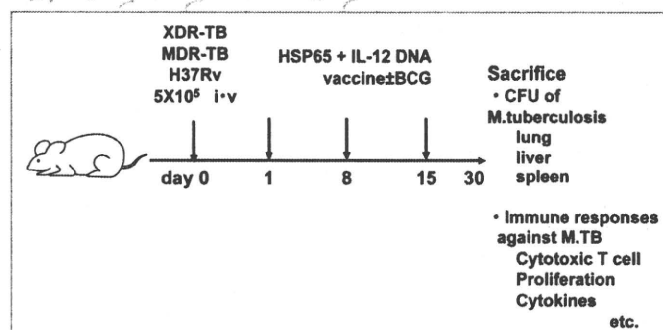 XDR-TB
MDR-TB
H37Rv
5X10⁵ i・v
HSP65 + IL-12 DNA
vaccine±BCG
day 0
1
8
15
30
Sacrifice
・CFU of
M.tuberculosis
lung
liver
spleen
・Immune responses
against M.TB
Cytotoxic T cell
Proliferation
Cytokines
etc.